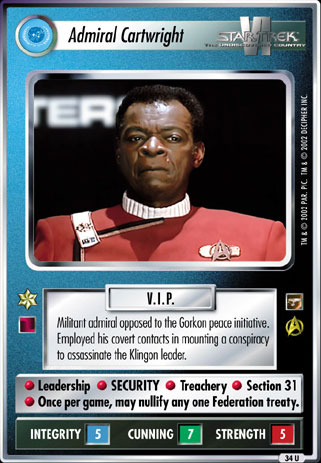 Admiral Cartwright
STAR TREK
VI
THE UNDISCOVERED COUNTRY
TER
TM & © 2002 PAR. PIC. TM & © 2002 DECIPHER INC.
V.I.P.
Militant admiral opposed to the Gorkon peace initiative.
Employed his covert contacts in mounting a conspiracy
to assassinate the Klingon leader.
Leadership SECURITY Treachery Section 31
Once per game, may nullify any one Federation treaty.
INTEGRITY 5 CUNNING 7 STRENGTH 5
34 U